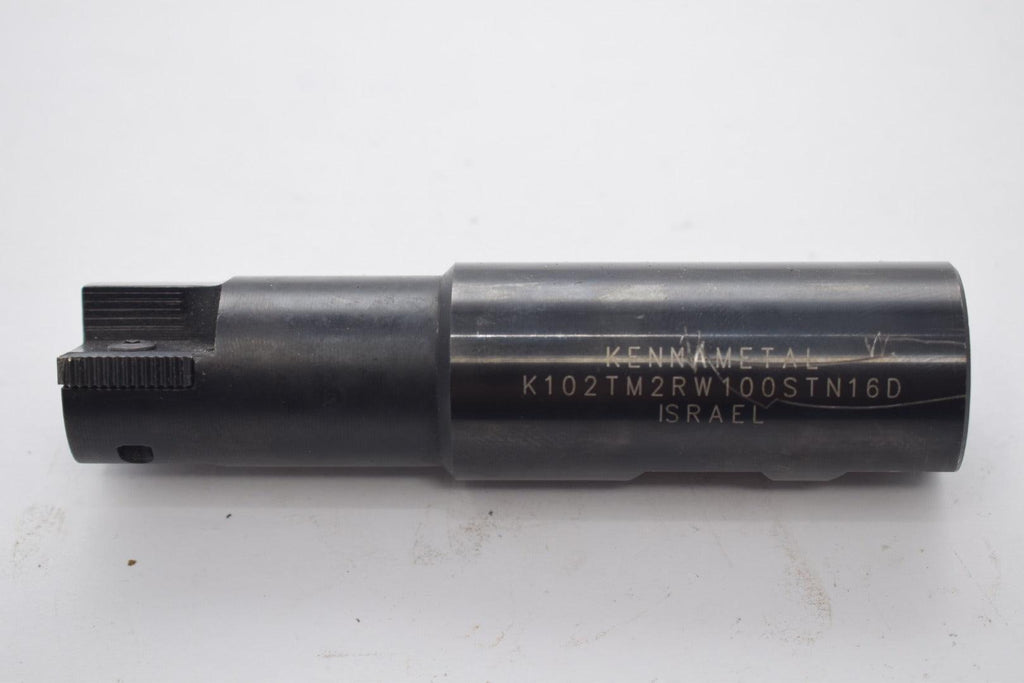 KENNAMETAL
K102TM2RW100STN16D
ISRAEL